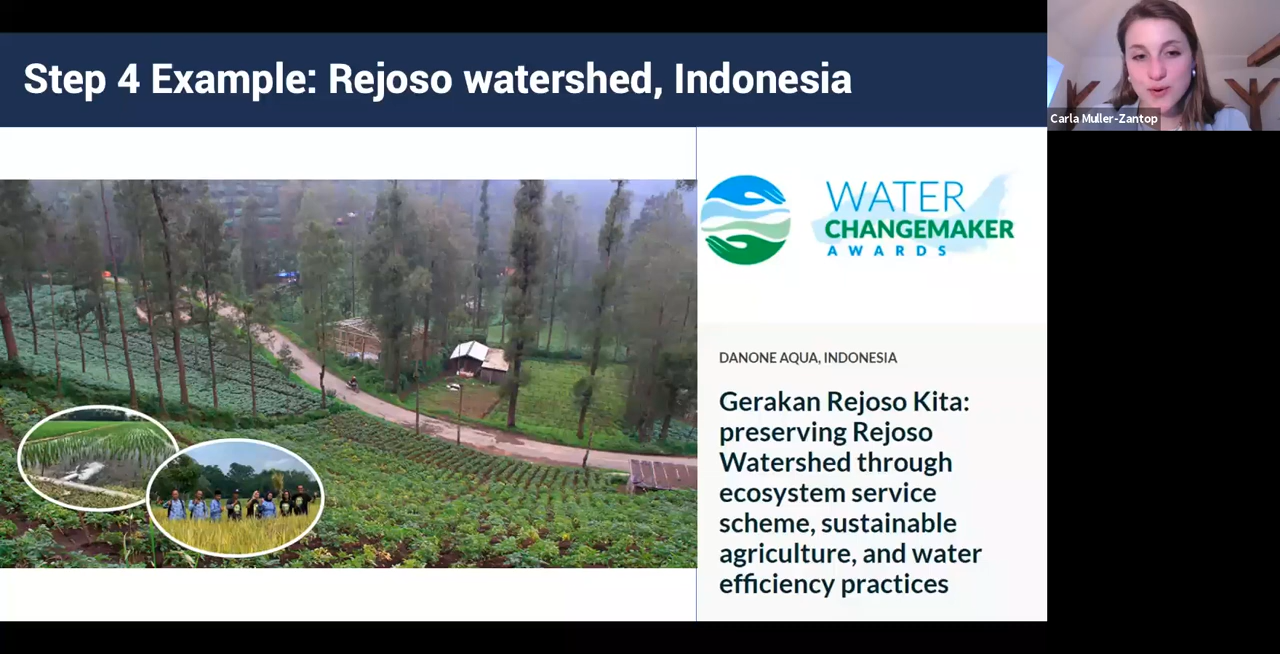 Step 4 Example: Rejoso watershed, Indonesia
Carla Muller-Zantop
WATER
CHANGEMAKER
AWARDS
DANONE AQUA, INDONESIA
Gerakan Rejoso Kita:
preserving Rejoso
Watershed through
ecosystem service
scheme, sustainable
agriculture, and water
efficiency practices